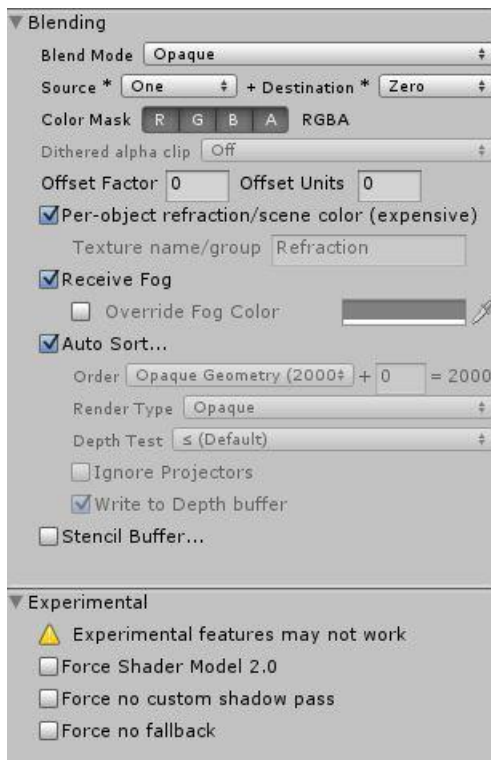 Blending
Blend Mode Opaque
Source * One + Destination * Zero
Color Mask R G B A RGBA
Dithered alpha clip Off
Offset Factor 0 Offset Units 0
Per-object refraction/scene color (expensive)
Texture name/group Refraction
Receive Fog
Override Fog Color
Auto Sort...
Order Opaque Geometry (2000 + 0 = 2000
Render Type Opaque
Depth Test ≤ (Default)
Ignore Projectors
Write to Depth buffer
Stencil Buffer...
Experimental
Experimental features may not work
Force Shader Model 2.0
Force no custom shadow pass
Force no fallback